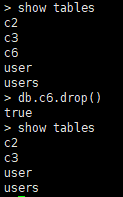 > show tables
c2
c3
c6
user
users
> db.c6.drop()
true
> show tables
c2
c3
user
users